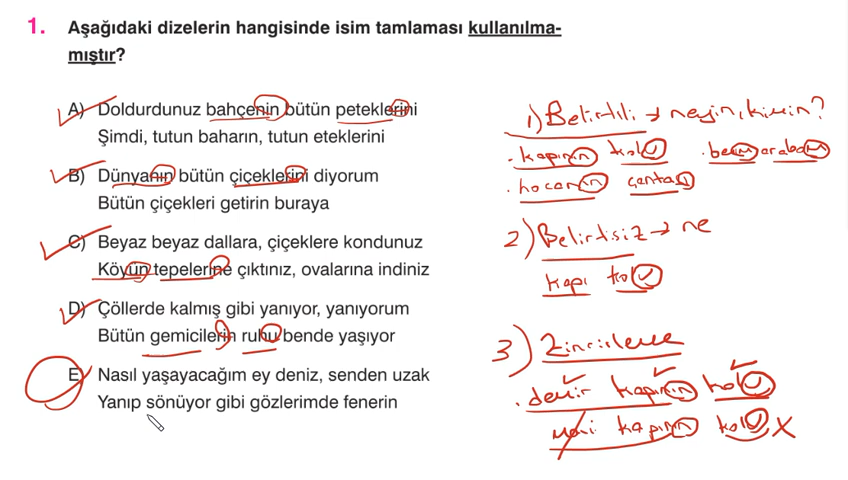 1. Aşağıdaki dizelerin hangisinde isim tamlaması kullanılma-
mıştır?
A) Doldurdunuz bahçenin bütün peteklerini
Şimdi, tutun baharın, tutun eteklerini
B) Dünyanın bütün çiçeklerini diyorum
Bütün çiçekleri getirin buraya
C) Beyaz beyaz dallara, çiçeklere kondunuz
Köyün tepelerine çıktınız, ovalarına indiniz
D) Çöllerde kalmış gibi yanıyor, yanıyorum
Bütün gemicilerin ruhu bende yaşıyor
E) Nasıl yaşayacağım ey deniz, senden uzak
Yanıp sönüyor gibi gözlerimde fenerin
1) Belirtili → neyin, kimin?
• kapının kolu • benim arabam
• hocanın çantası
2) Belirtisiz → ne
kapı kolu
3) Zincirleme
• demir kapının kolu
yeni kapının kolu X